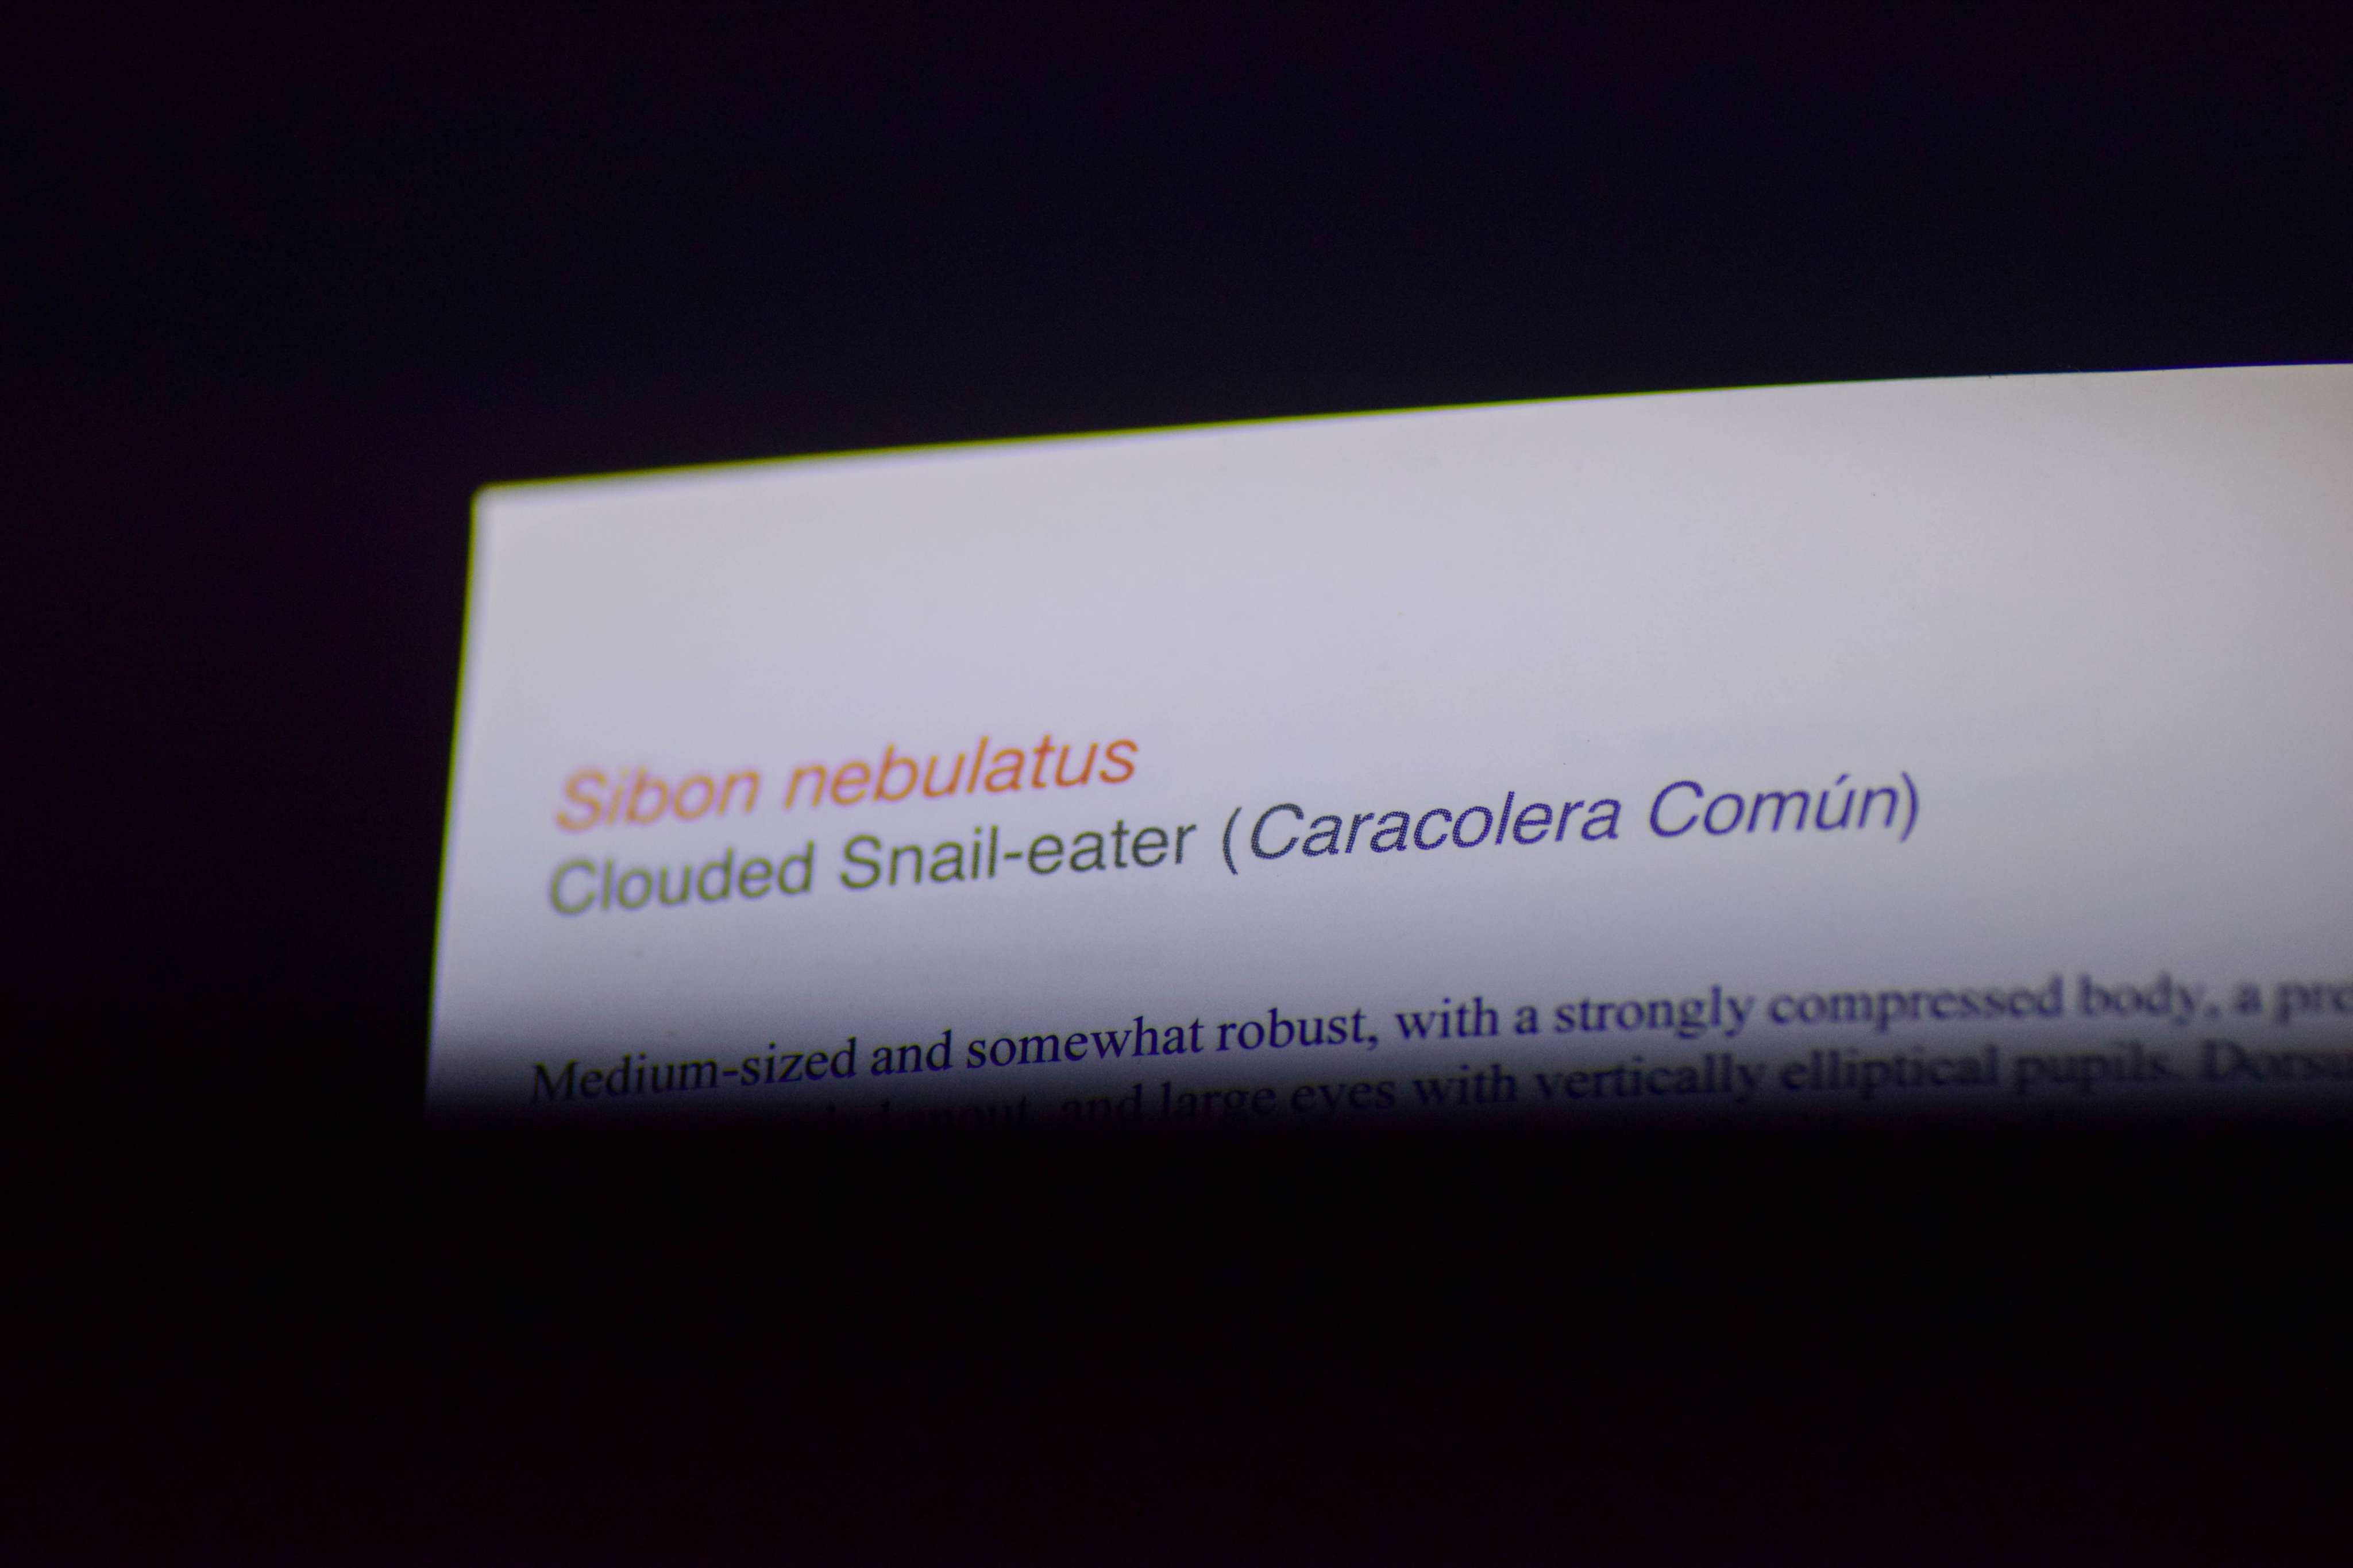 Sibon nebulatus
Clouded Snail-eater (Caracolera Común)
Medium-sized and somewhat robust, with a strongly compressed body, a
snout, and large eyes with vertically elliptical pupils.